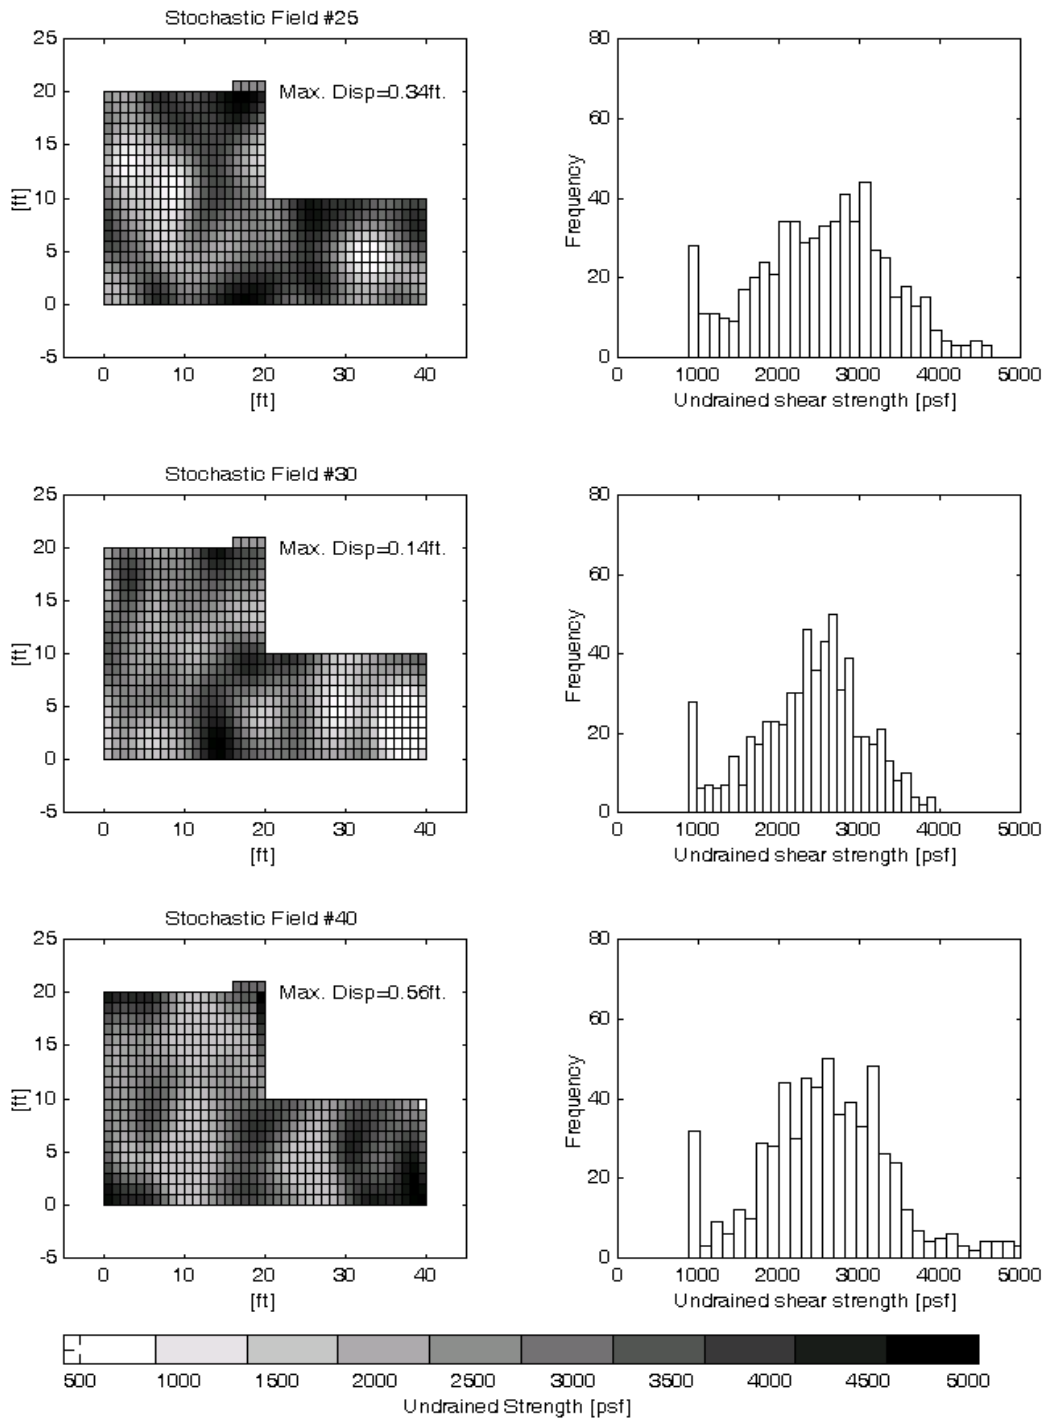 Stochastic Field #25
25
20
15
10
5
0
-5
[ft]
Max. Disp=0.34ft.
0 10 20 30 40
[ft]
80
60
40
20
0
Frequency
0 1000 2000 3000 4000 5000
Undrained shear strength [psf]
Stochastic Field #30
25
20
15
10
5
0
-5
[ft]
Max. Disp=0.14ft.
0 10 20 30 40
[ft]
80
60
40
20
0
Frequency
0 1000 2000 3000 4000 5000
Undrained shear strength [psf]
Stochastic Field #40
25
20
15
10
5
0
-5
[ft]
Max. Disp=0.56ft.
0 10 20 30 40
[ft]
80
60
40
20
0
Frequency
0 1000 2000 3000 4000 5000
Undrained shear strength [psf]
500 1000 1500 2000 2500 3000 3500 4000 4500 5000
Undrained Strength [psf]